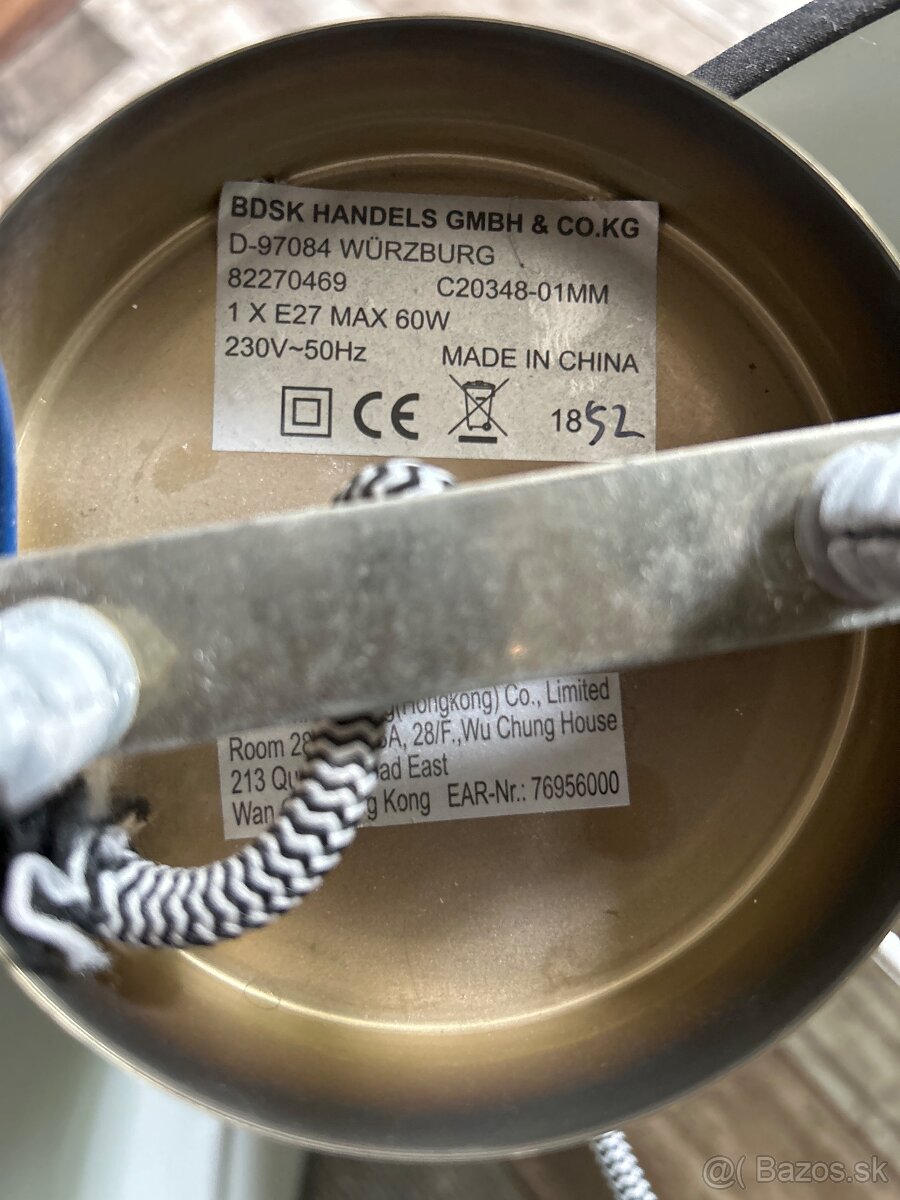 BDSK HANDELS GMBH & CO.KG
D-97084 WÜRZBURG
82270469 C20348-01MM
1 X E27 MAX 60W
230V~50Hz MADE IN CHINA
CE 1852
(Hongkong) Co., Limited
Room 28 A, 28/F.,Wu Chung House
213 ad East
Wan Kong EAR-Nr.: 76956000
@( Bazos.sk